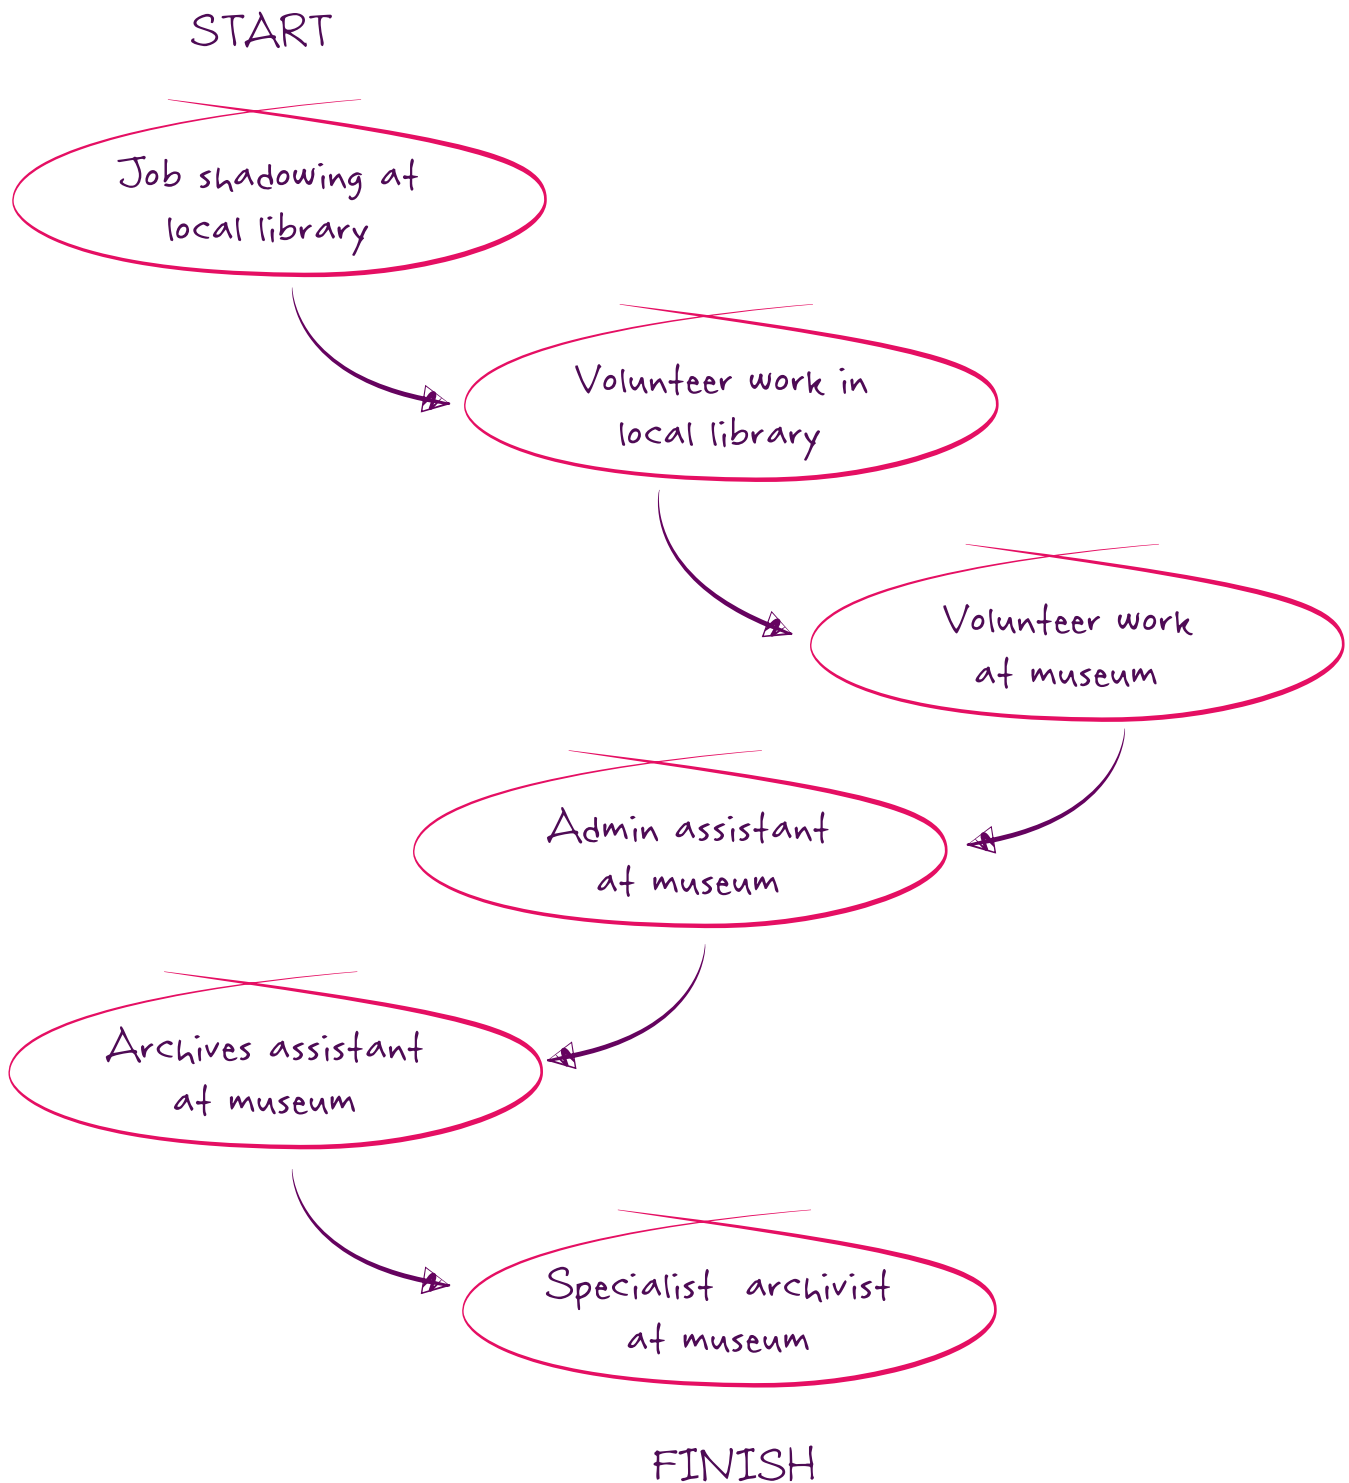 START
Job shadowing at
local library
Volunteer work in
local library
Volunteer work
at museum
Admin assistant
at museum
Archives assistant
at museum
Specialist archivist
at museum
FINISH